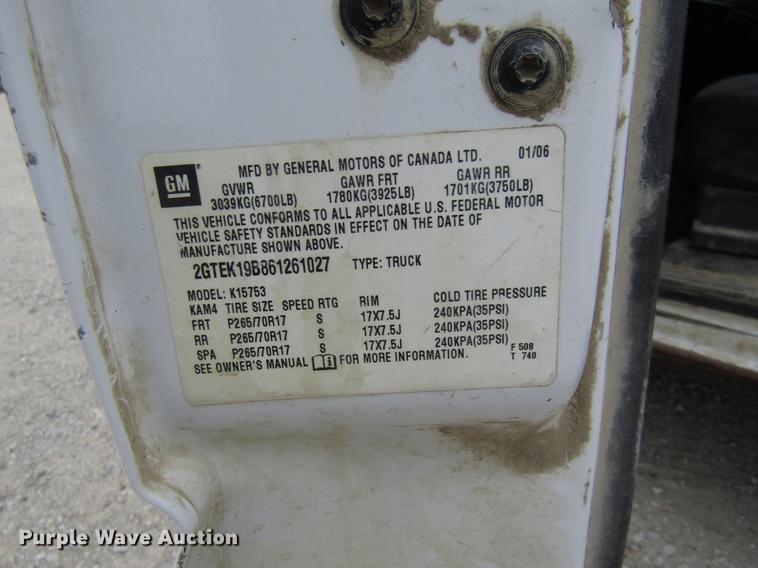 GM
MFD BY GENERAL MOTORS OF CANADA LTD. 01/06
GVWR GAWR FRT GAWR RR
3039KG(6700LB) 1780KG(3925LB) 1701KG(3750LB)
THIS VEHICLE CONFORMS TO ALL APPLICABLE U.S. FEDERAL MOTOR
VEHICLE SAFETY STANDARDS IN EFFECT ON THE DATE OF
MANUFACTURE SHOWN ABOVE.
2GTEK19B861261027 TYPE: TRUCK
MODEL: K15753
KAM4 TIRE SIZE SPEED RTG RIM COLD TIRE PRESSURE
FRT P265/70R17 S 17X7.5J 240KPA(35PSI)
RR P265/70R17 S 17X7.5J 240KPA(35PSI)
SPA P265/70R17 S 17X7.5J 240KPA(35PSI)
SEE OWNER'S MANUAL FOR MORE INFORMATION.
F 508
T 740
Purple Wave Auction